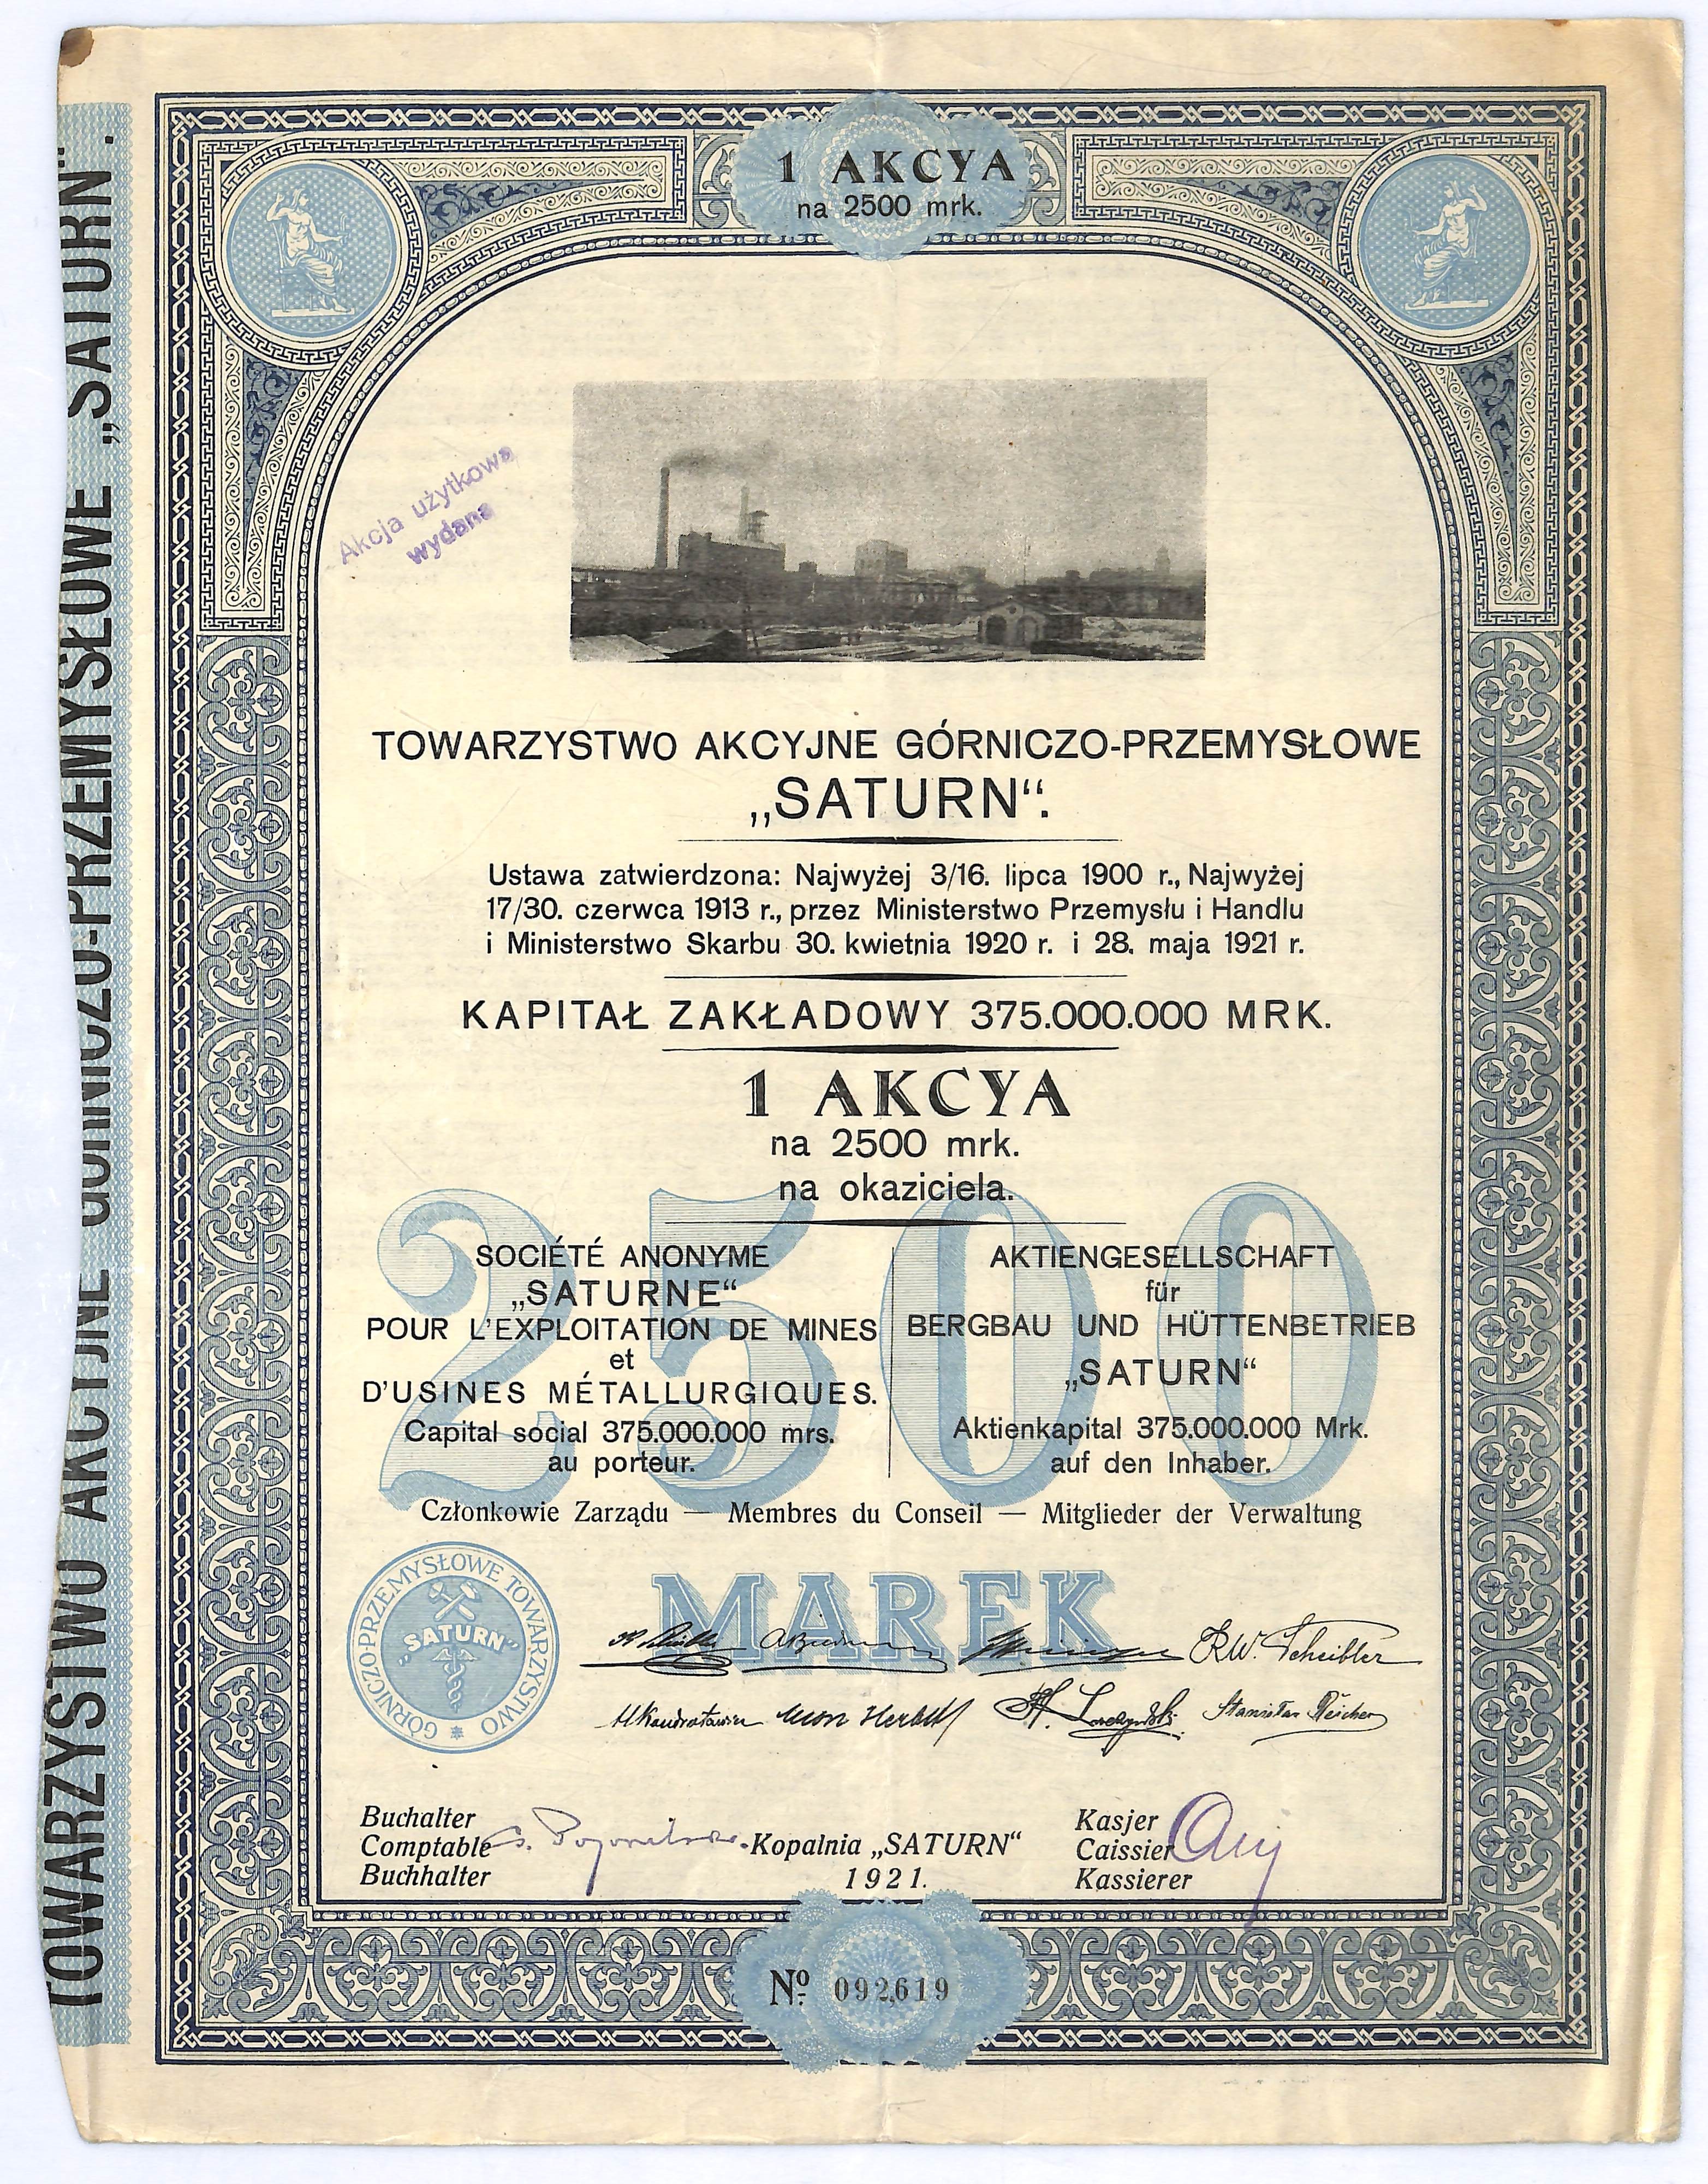 TOWARZYSTWO AKCYJNE GÓRNICZO-PRZEMYSŁOWE „SATURN“.
1 AKCYA
na 2500 mrk.
Akcja użytkowa
wydana
TOWARZYSTWO AKCYJNE GÓRNICZO-PRZEMYSŁOWE
„SATURN“.
Ustawa zatwierdzona: Najwyżej 3/16. lipca 1900 r., Najwyżej
17/30. czerwca 1913 r., przez Ministerstwo Przemysłu i Handlu
i Ministerstwo Skarbu 30. kwietnia 1920 r. i 28. maja 1921 r.
KAPITAŁ ZAKŁADOWY 375.000.000 MRK.
1 AKCYA
na 2500 mrk.
na okaziciela.
2500
SOCIÉTÉ ANONYME
„SATURNE“
POUR L'EXPLOITATION DE MINES
et
D'USINES MÉTALLURGIQUES.
Capital social 375.000.000 mrs.
au porteur.
AKTIENGESELLSCHAFT
für
BERGBAU UND HÜTTENBETRIEB
„SATURN“
Aktienkapital 375.000.000 Mrk.
auf den Inhaber.
Członkowie Zarządu — Membres du Conseil — Mitglieder der Verwaltung
MAREK
GÓRNICZO-PRZEMYSŁOWE TOWARZYSTWO
„SATURN“
R.W. Scheibler
Leon Herbst
Stanislaw Reicher
Buchalter
Comptable
Buchhalter
Kopalnia „SATURN“
1921.
Kasjer
Caissier
Kassierer
No. 092,619